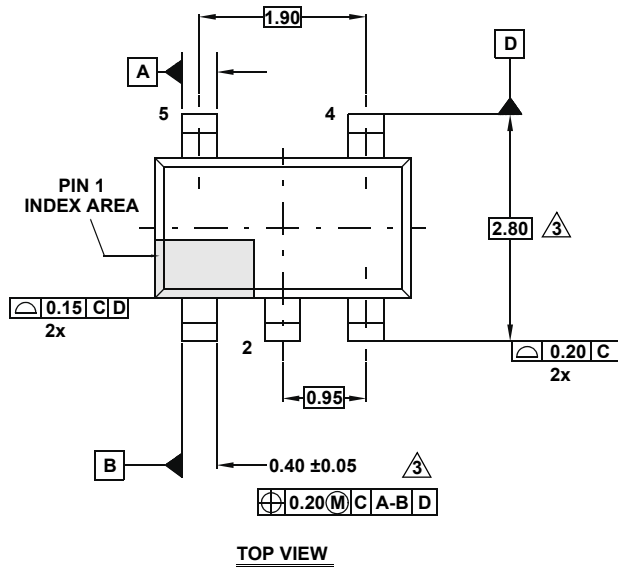 1.90
A
D
5
4
PIN 1
INDEX AREA
2.80 3
0.15 C D
2x
2
0.20 C
2x
0.95
B
0.40 ±0.05 3
0.20 M C A-B D
TOP VIEW